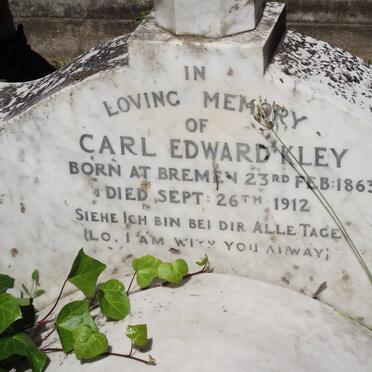 IN
LOVING MEMORY
OF
CARL EDWARD KLEY
BORN AT BREMEN 23RD FEB: 1863
DIED SEPT: 26TH 1912
SIEHE ICH BIN BEI DIR ALLE TAGE
(LO, I AM WITH YOU ALWAY)